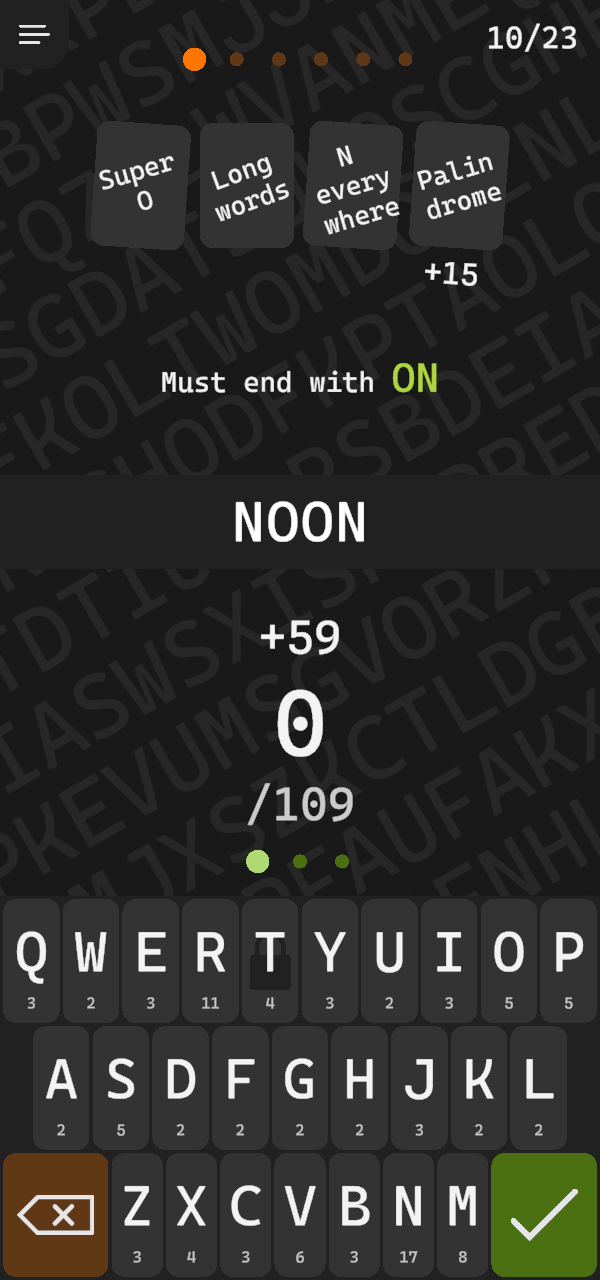 10/23
Super O
Long words
N every where
Palin drome
+15
Must end with ON
NOON
+59
0
/109
Q W E R T Y U I O P
3 2 3 11 4 3 2 3 5 5
A S D F G H J K L
2 5 2 2 2 2 3 2 2
Z X C V B N M
3 4 3 6 3 17 8